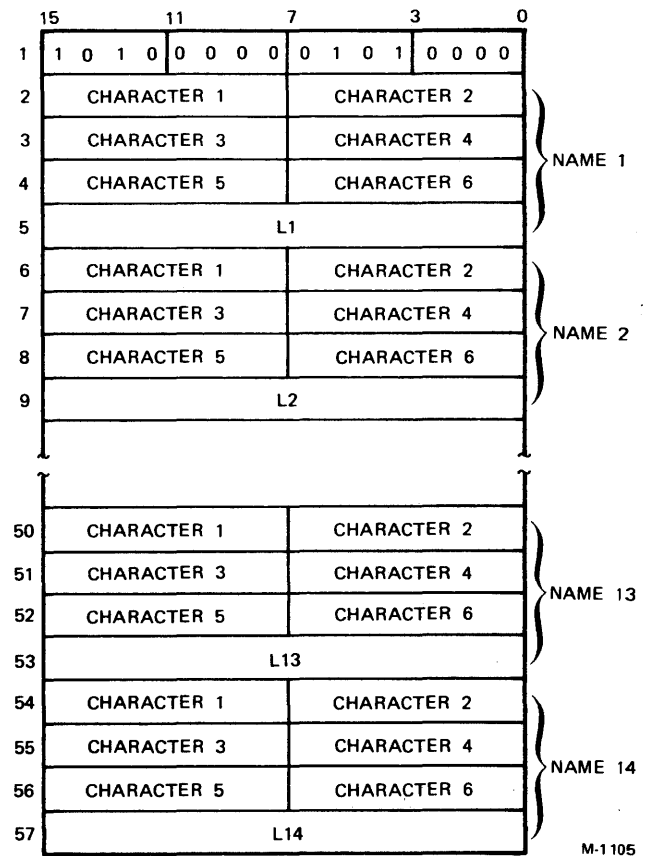 15 11 7 3 0
1 1 0 1 0 0 0 0 0 0 1 0 1 0 0 0 0
2 CHARACTER 1 CHARACTER 2
3 CHARACTER 3 CHARACTER 4
NAME 1
4 CHARACTER 5 CHARACTER 6
5 L1
6 CHARACTER 1 CHARACTER 2
7 CHARACTER 3 CHARACTER 4
NAME 2
8 CHARACTER 5 CHARACTER 6
9 L2
50 CHARACTER 1 CHARACTER 2
51 CHARACTER 3 CHARACTER 4
NAME 13
52 CHARACTER 5 CHARACTER 6
53 L13
54 CHARACTER 1 CHARACTER 2
55 CHARACTER 3 CHARACTER 4
NAME 14
56 CHARACTER 5 CHARACTER 6
57 L14
M-1105